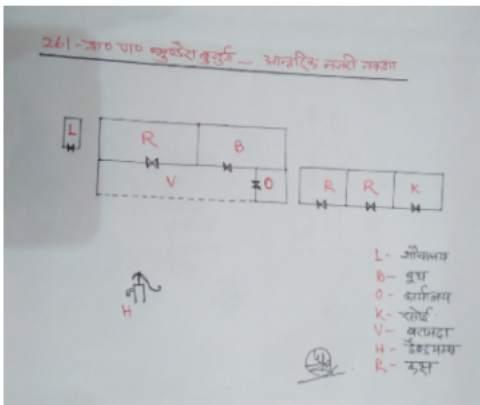 261- प्रा० पा० मुण्डेरा बुजुर्ग - आन्तरिक नजरी नक्शा
L
R
B
V
O
R
R
K
H
L- शौचालय
B- बूथ
O- कार्यालय
K- रसोई
V- बरामदा
H- हैण्डपम्प
R- कक्ष